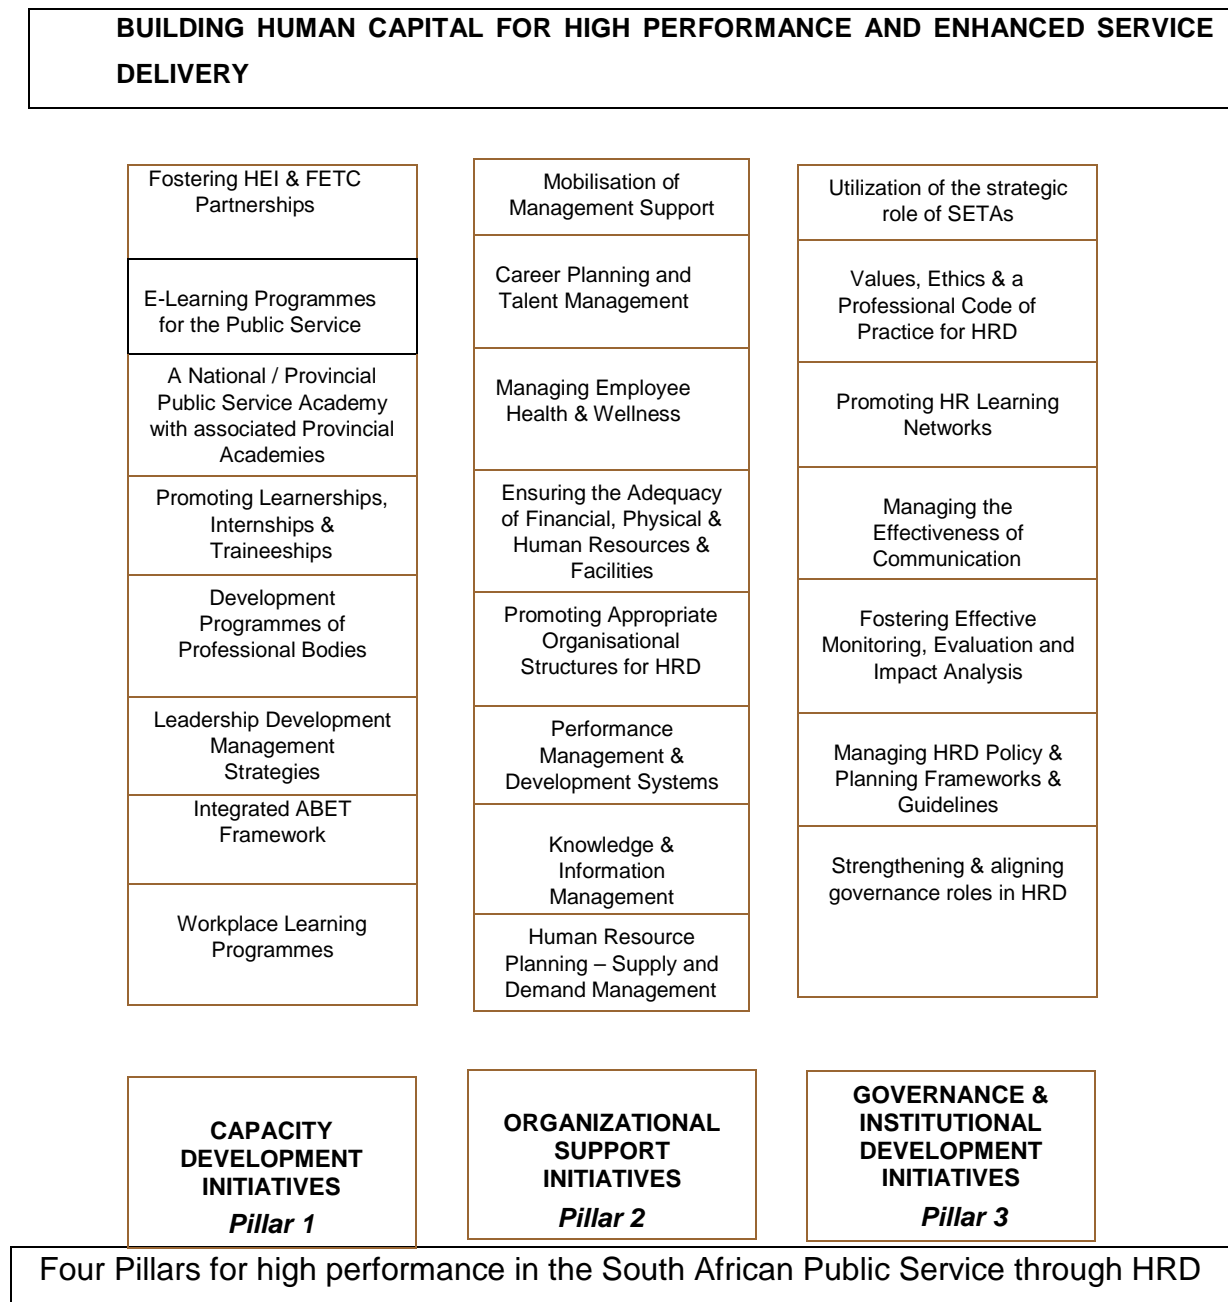 BUILDING HUMAN CAPITAL FOR HIGH PERFORMANCE AND ENHANCED SERVICE
DELIVERY
Fostering HEI & FETC
Partnerships
E-Learning Programmes
for the Public Service
A National / Provincial
Public Service Academy
with associated Provincial
Academies
Promoting Learnerships,
Internships &
Traineeships
Development
Programmes of
Professional Bodies
Leadership Development
Management
Strategies
Integrated ABET
Framework
Workplace Learning
Programmes
CAPACITY
DEVELOPMENT
INITIATIVES
Pillar 1
Mobilisation of
Management Support
Career Planning and
Talent Management
Managing Employee
Health & Wellness
Ensuring the Adequacy
of Financial, Physical &
Human Resources &
Facilities
Promoting Appropriate
Organisational
Structures for HRD
Performance
Management &
Development Systems
Knowledge &
Information
Management
Human Resource
Planning – Supply and
Demand Management
ORGANIZATIONAL
SUPPORT
INITIATIVES
Pillar 2
Utilization of the strategic
role of SETAs
Values, Ethics & a
Professional Code of
Practice for HRD
Promoting HR Learning
Networks
Managing the
Effectiveness of
Communication
Fostering Effective
Monitoring, Evaluation and
Impact Analysis
Managing HRD Policy &
Planning Frameworks &
Guidelines
Strengthening & aligning
governance roles in HRD
GOVERNANCE &
INSTITUTIONAL
DEVELOPMENT
INITIATIVES
Pillar 3
Four Pillars for high performance in the South African Public Service through HRD